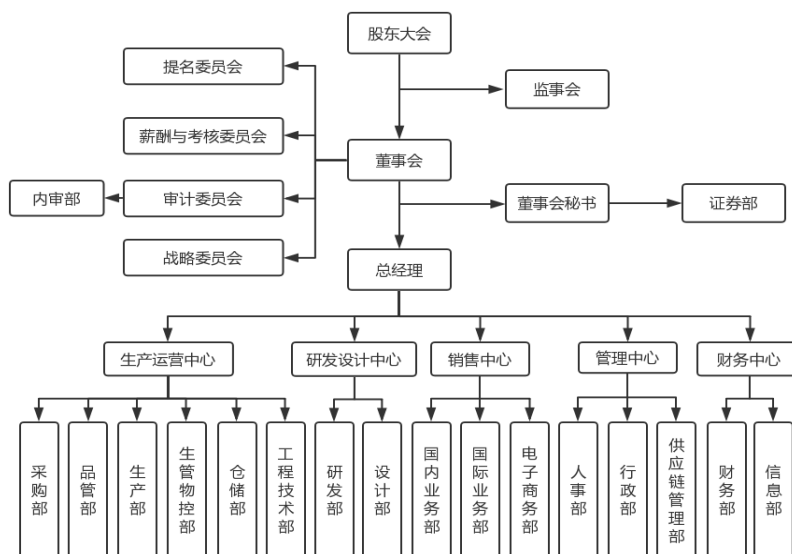 股东大会
提名委员会
监事会
薪酬与考核委员会
董事会
内审部
审计委员会
董事会秘书
证券部
战略委员会
总经理
生产运营中心
研发设计中心
销售中心
管理中心
财务中心
采购部
品管部
生产部
生管物控部
仓储部
工程技术部
研发部
设计部
国内业务部
国际业务部
电子商务部
人事部
行政部
供应链管理部
财务部
信息部